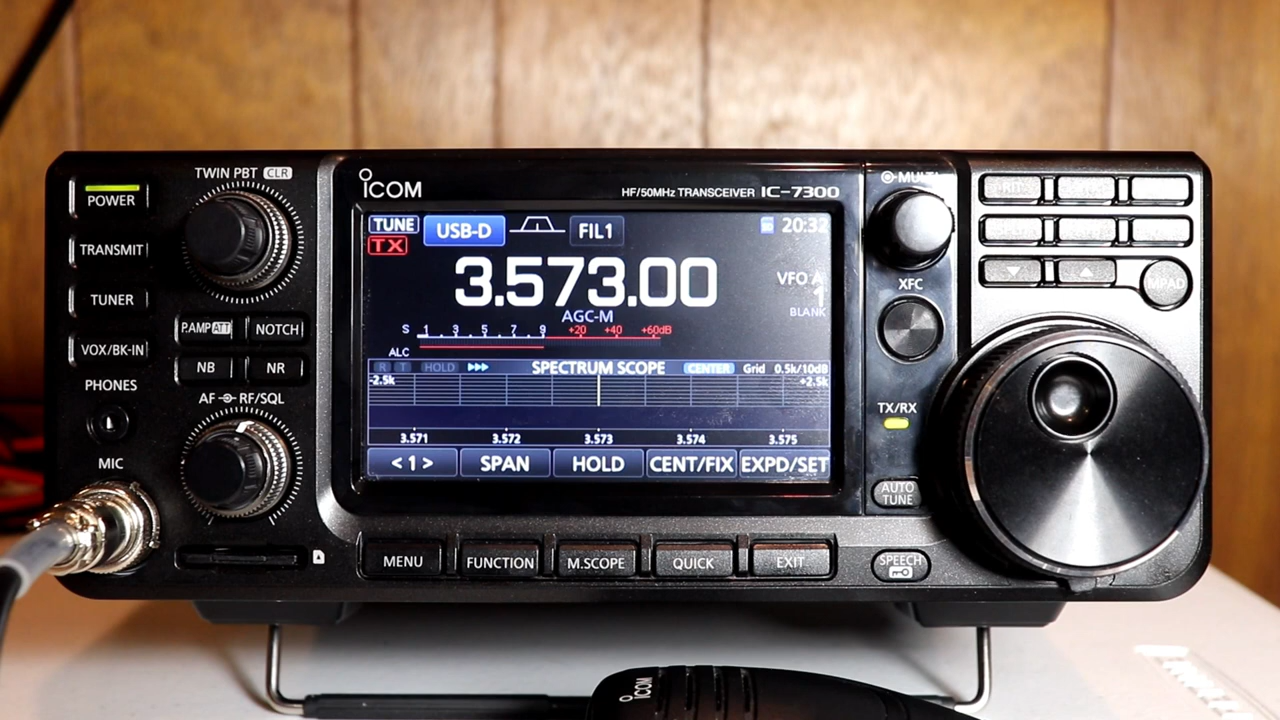 TWIN PBT CLR
POWER
TRANSMIT
TUNER
VOX/BK-IN
PHONES
MIC
P.AMP ATT
NOTCH
NB
NR
AF RF/SQL
ICOM
HF/50MHz TRANSCEIVER IC-7300
TUNE
USB-D
FIL1
20:32
TX
3.573.00
VFO A
1
AGC-M
BLANK
S 1 3 5 7 9 +20 +40 +60dB
ALC
R T HOLD
SPECTRUM SCOPE
CENTER
Grid 0.5k/10dB
-2.5k
+2.5k
3.571 3.572 3.573 3.574 3.575
<1>
SPAN
HOLD
CENT/FIX
EXPD/SET
MENU
FUNCTION
M.SCOPE
QUICK
EXIT
MULTI
XFC
MPAD
TX/RX
AUTO
TUNE
SPEECH
ICOM